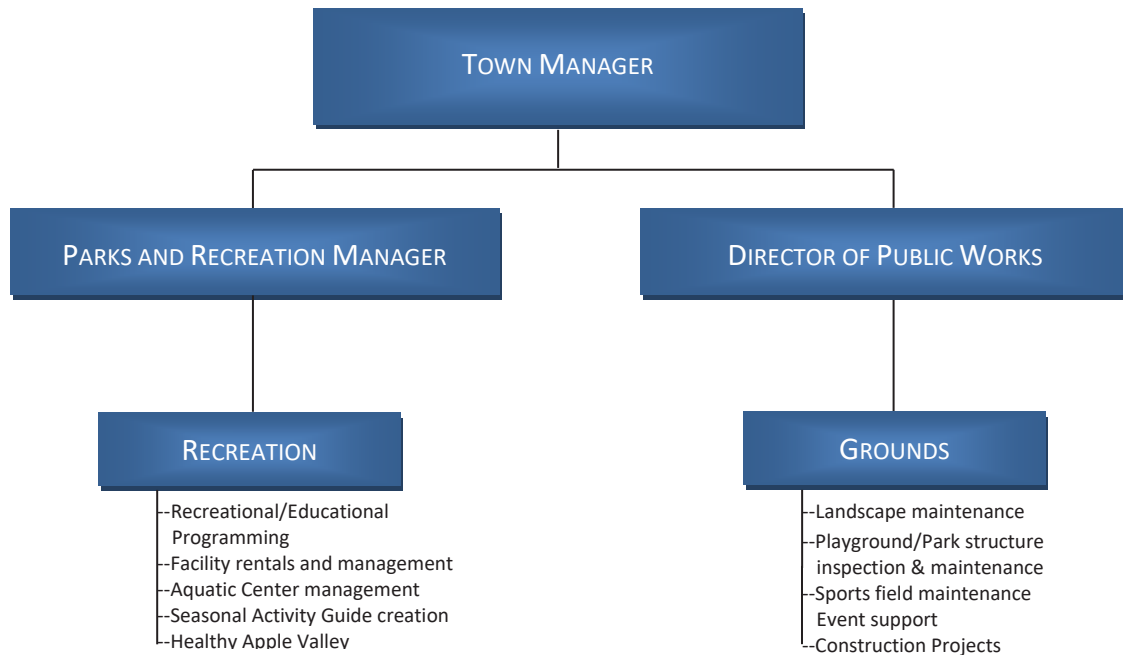 TOWN MANAGER
PARKS AND RECREATION MANAGER
DIRECTOR OF PUBLIC WORKS
RECREATION
--Recreational/Educational
Programming
--Facility rentals and management
--Aquatic Center management
--Seasonal Activity Guide creation
--Healthy Apple Valley
GROUNDS
--Landscape maintenance
--Playground/Park structure
inspection & maintenance
--Sports field maintenance
Event support
--Construction Projects